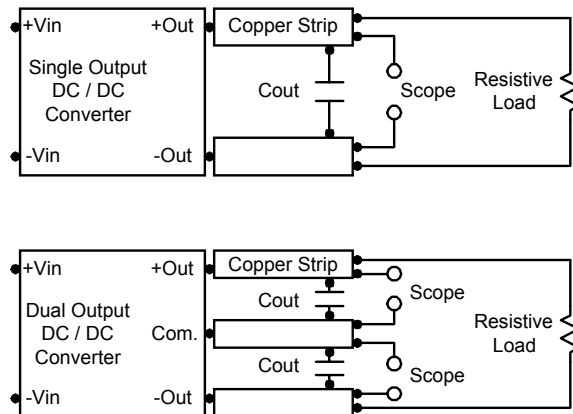 +Vin +Out Copper Strip
Single Output
DC / DC
Converter
Cout Scope
Resistive
Load
-Vin -Out
+Vin +Out Copper Strip
Dual Output
DC / DC
Converter
Com.
Cout Scope
Resistive
Load
Cout Scope
-Vin -Out